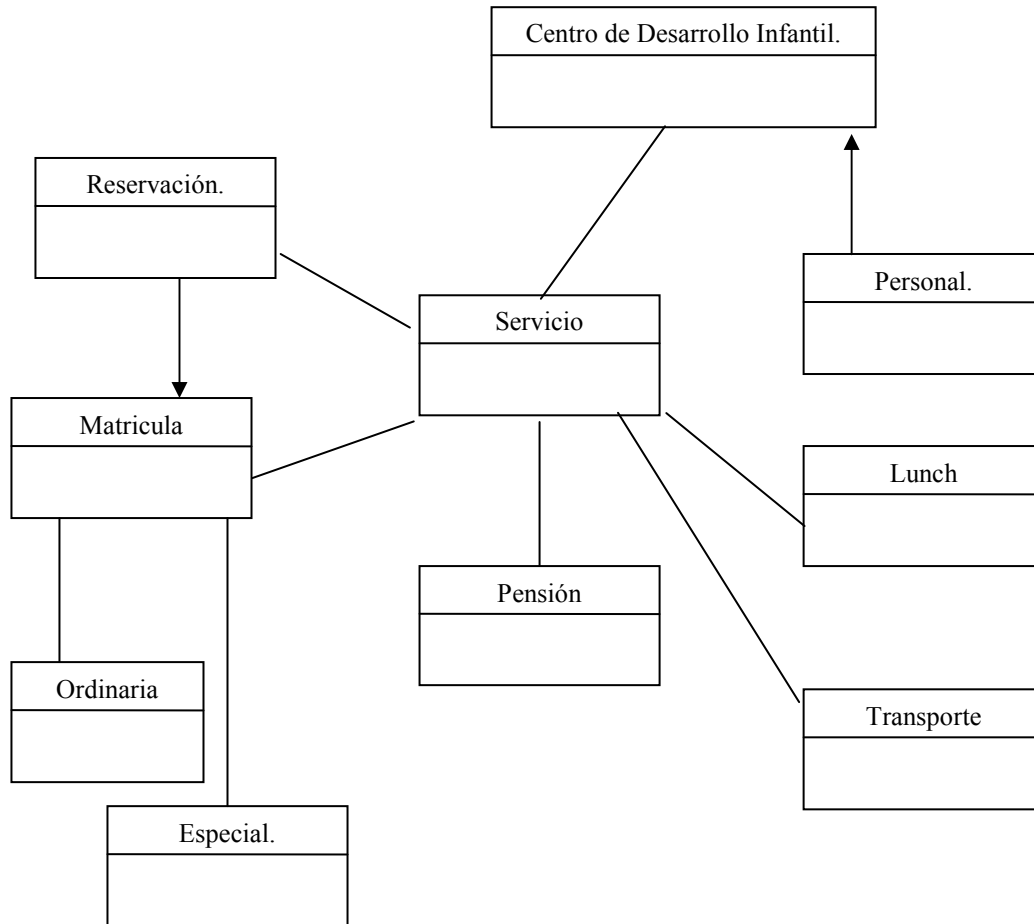 Centro de Desarrollo Infantil.
Reservación.
Personal.
Servicio
Matricula
Lunch
Pensión
Ordinaria
Transporte
Especial.